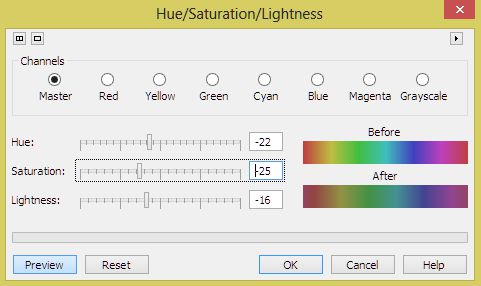 Hue/Saturation/Lightness
Channels
Master Red Yellow Green Cyan Blue Magenta Grayscale
Hue: -22
Before
Saturation: -25
After
Lightness: -16
Preview Reset OK Cancel Help